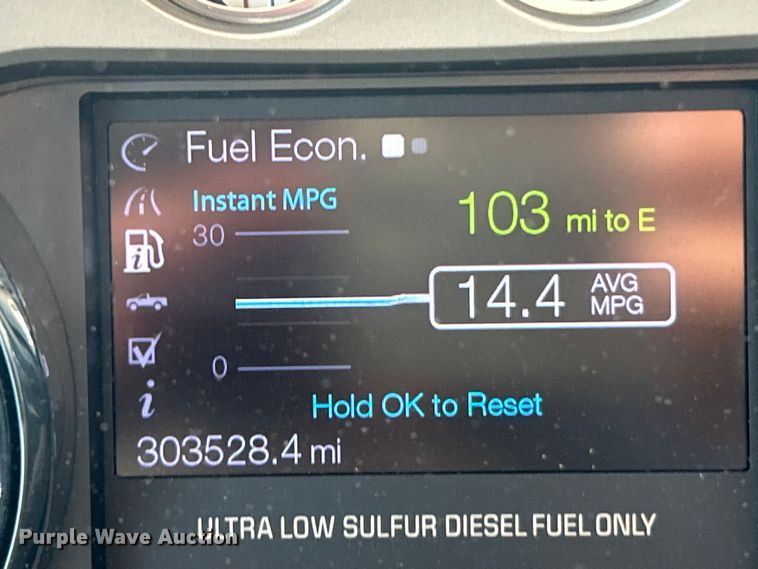 Fuel Econ.
Instant MPG
30
103 mi to E
14.4 AVG MPG
0
Hold OK to Reset
303528.4 mi
ULTRA LOW SULFUR DIESEL FUEL ONLY
Purple Wave Auction